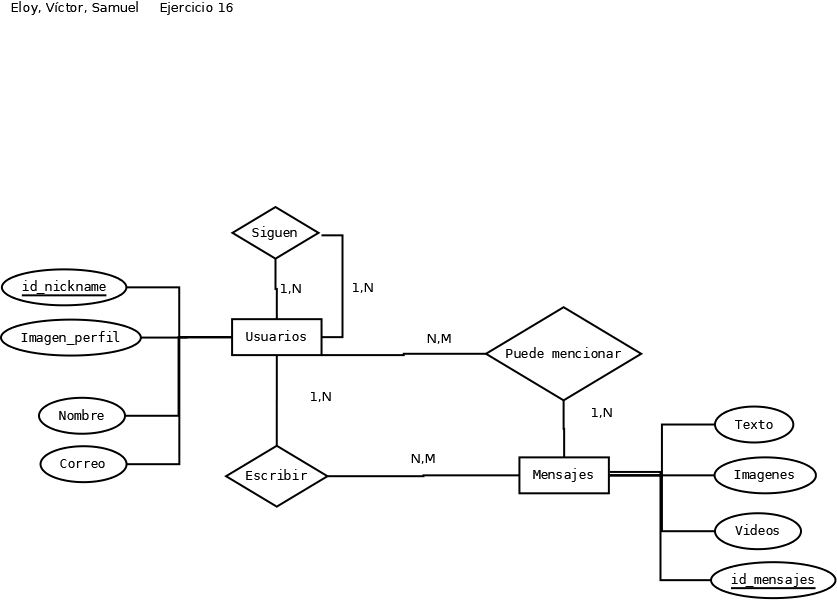 Eloy, Víctor, Samuel Ejercicio 16
Siguen
1,N
1,N
id_nickname
Imagen_perfil
Usuarios
N,M
Puede mencionar
Nombre
1,N
1,N
Correo
Escribir
N,M
Mensajes
Texto
Imagenes
Videos
id_mensajes